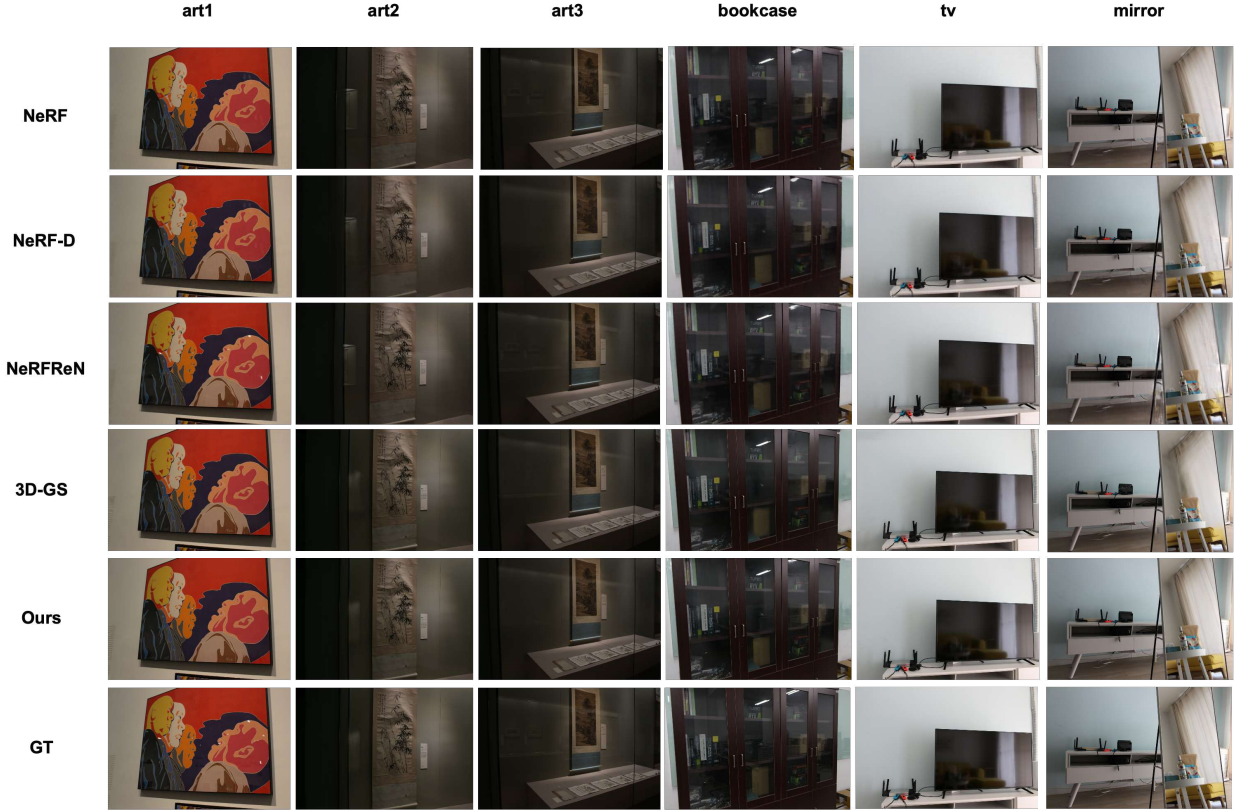 art1 art2 art3 bookcase tv mirror
NeRF
NeRF-D
NeRFReN
3D-GS
Ours
GT